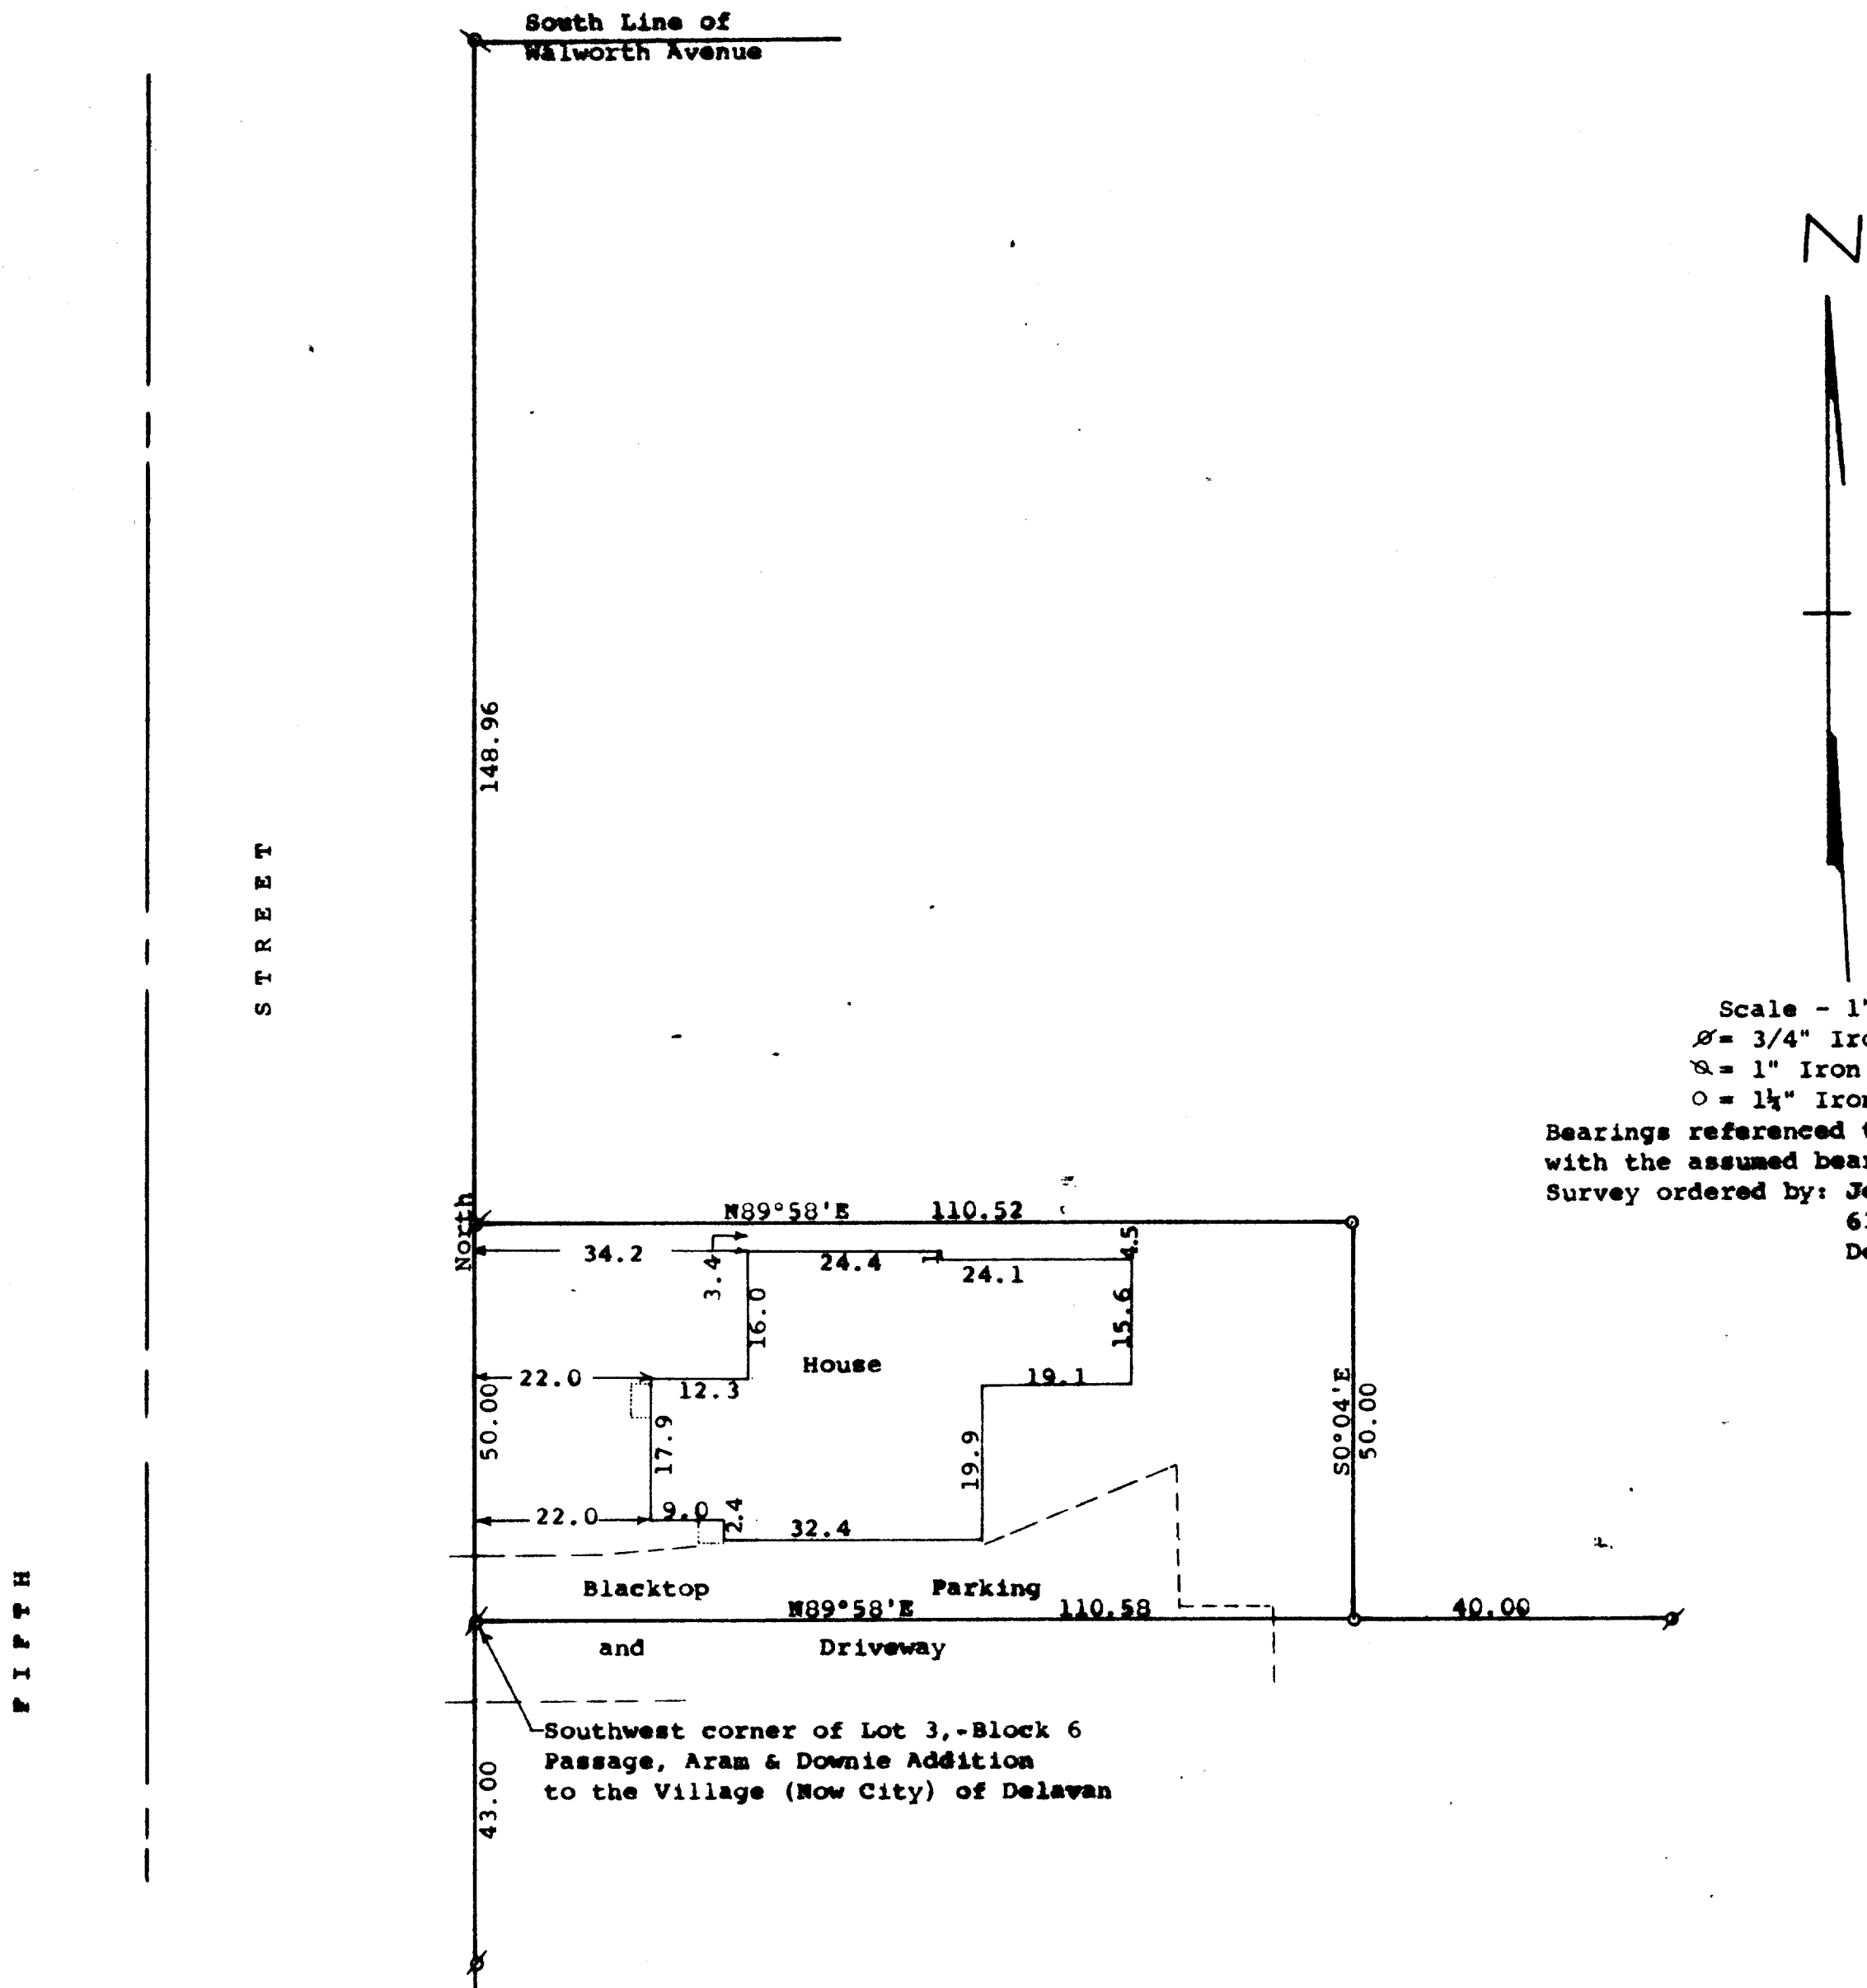 South Line of
Walworth Avenue
N
148.96
STREET
Scale - 1"
= 3/4"
= 1" Iron
= 1¼"
Bearings referenced
with the assumed
Survey ordered by:
North
N89°58'E 110.52
34.2
3.4
24.4
1
24.1
4.5
16.0
15.6
House
22.0
12.3
19.1
50.00
17.9
19.9
S0°04'E
50.00
22.0
9.0
2.4
32.4
Blacktop Parking
N89°58'E 110.58
40.00
and Driveway
FIFTH
Southwest corner of Lot 3,-Block 6
Passage, Aram & Downie Addition
to the Village (Now City) of Delavan
43.00